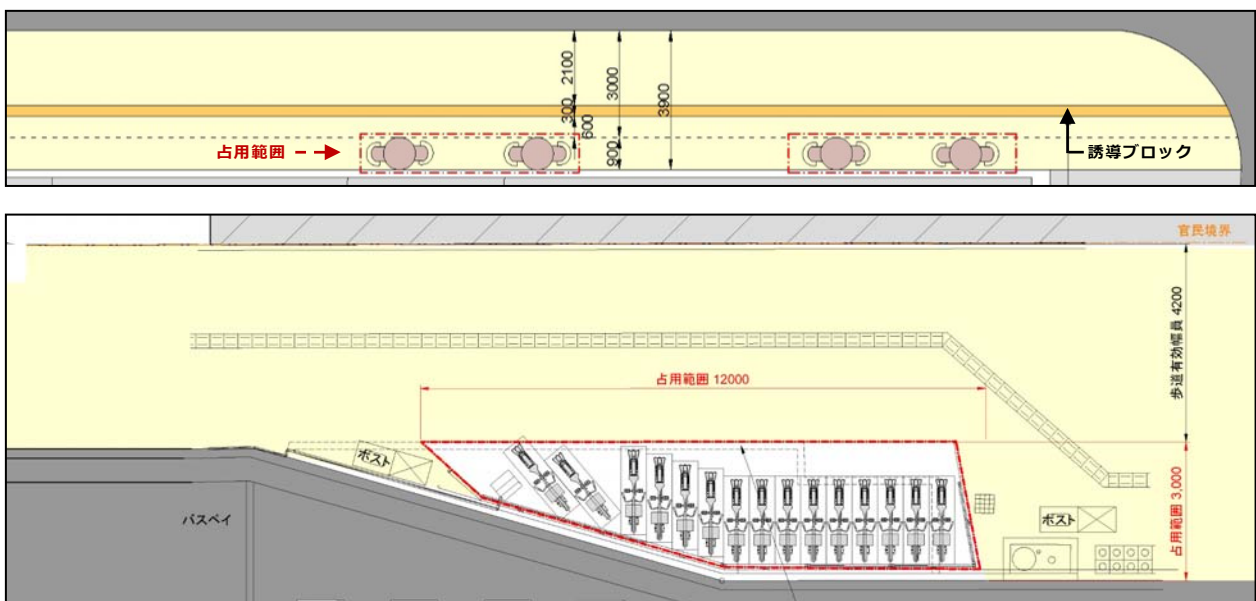 2100
3000
3900
300
600
900
占用範囲
誘導ブロック
官民境界
歩道有効幅員 4200
占用範囲 12000
ポスト
バスベイ
ポスト
占用範囲 3,000